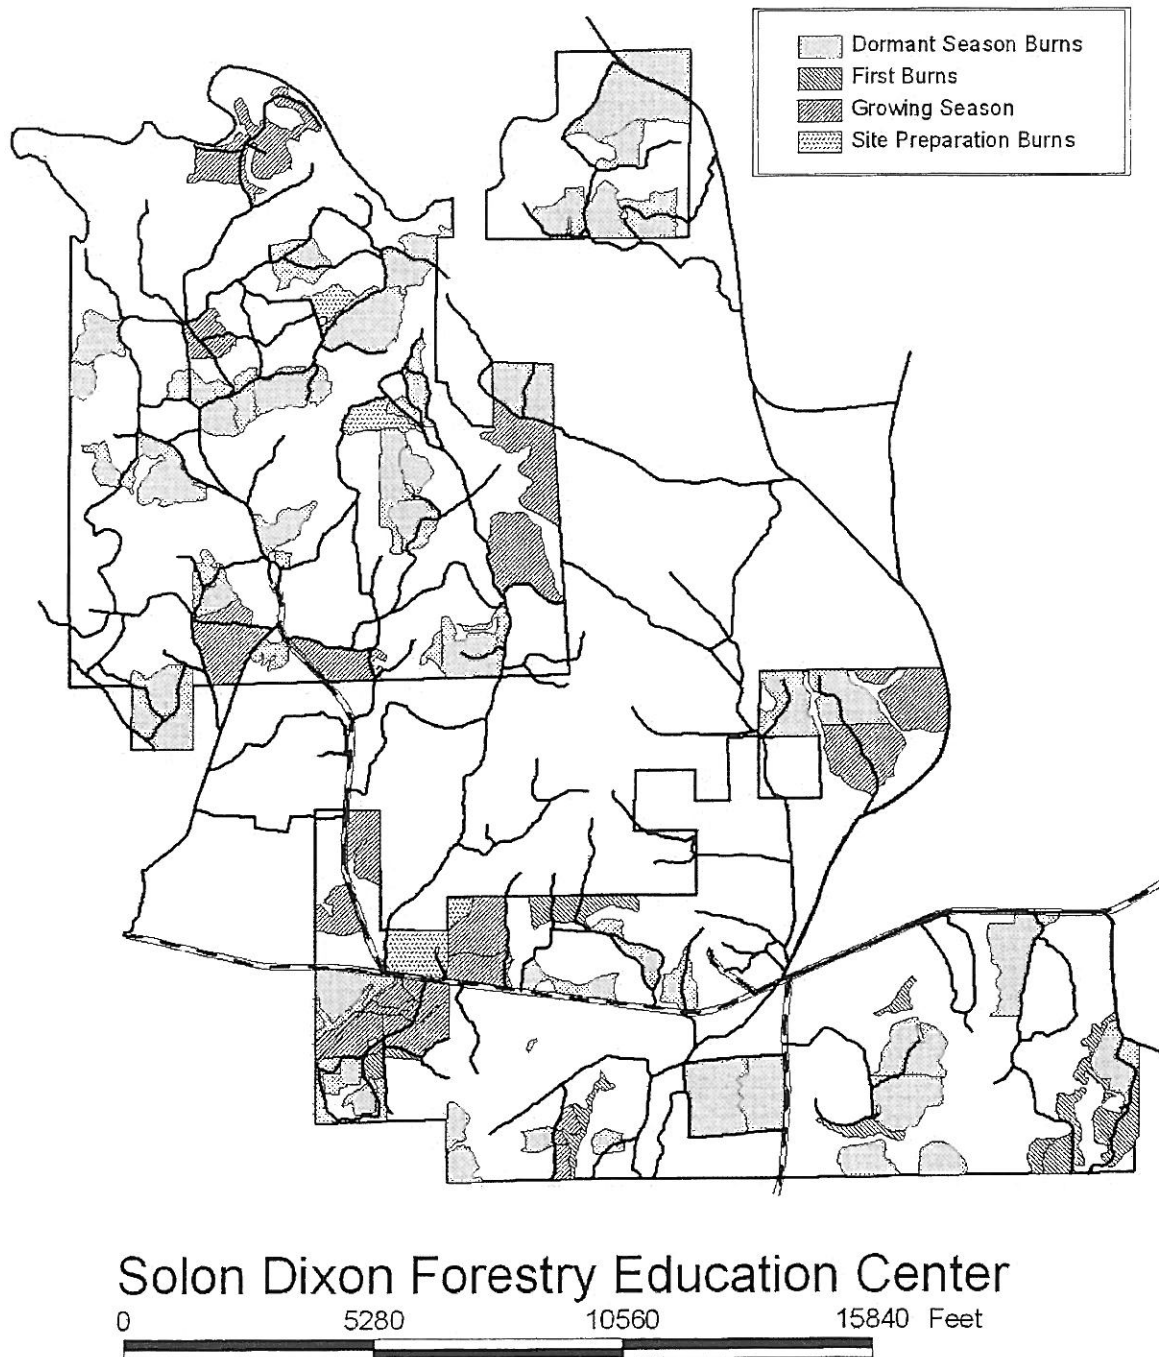 Dormant Season Burns
First Burns
Growing Season
Site Preparation Burns
Solon Dixon Forestry Education Center
0 5280 10560 15840 Feet